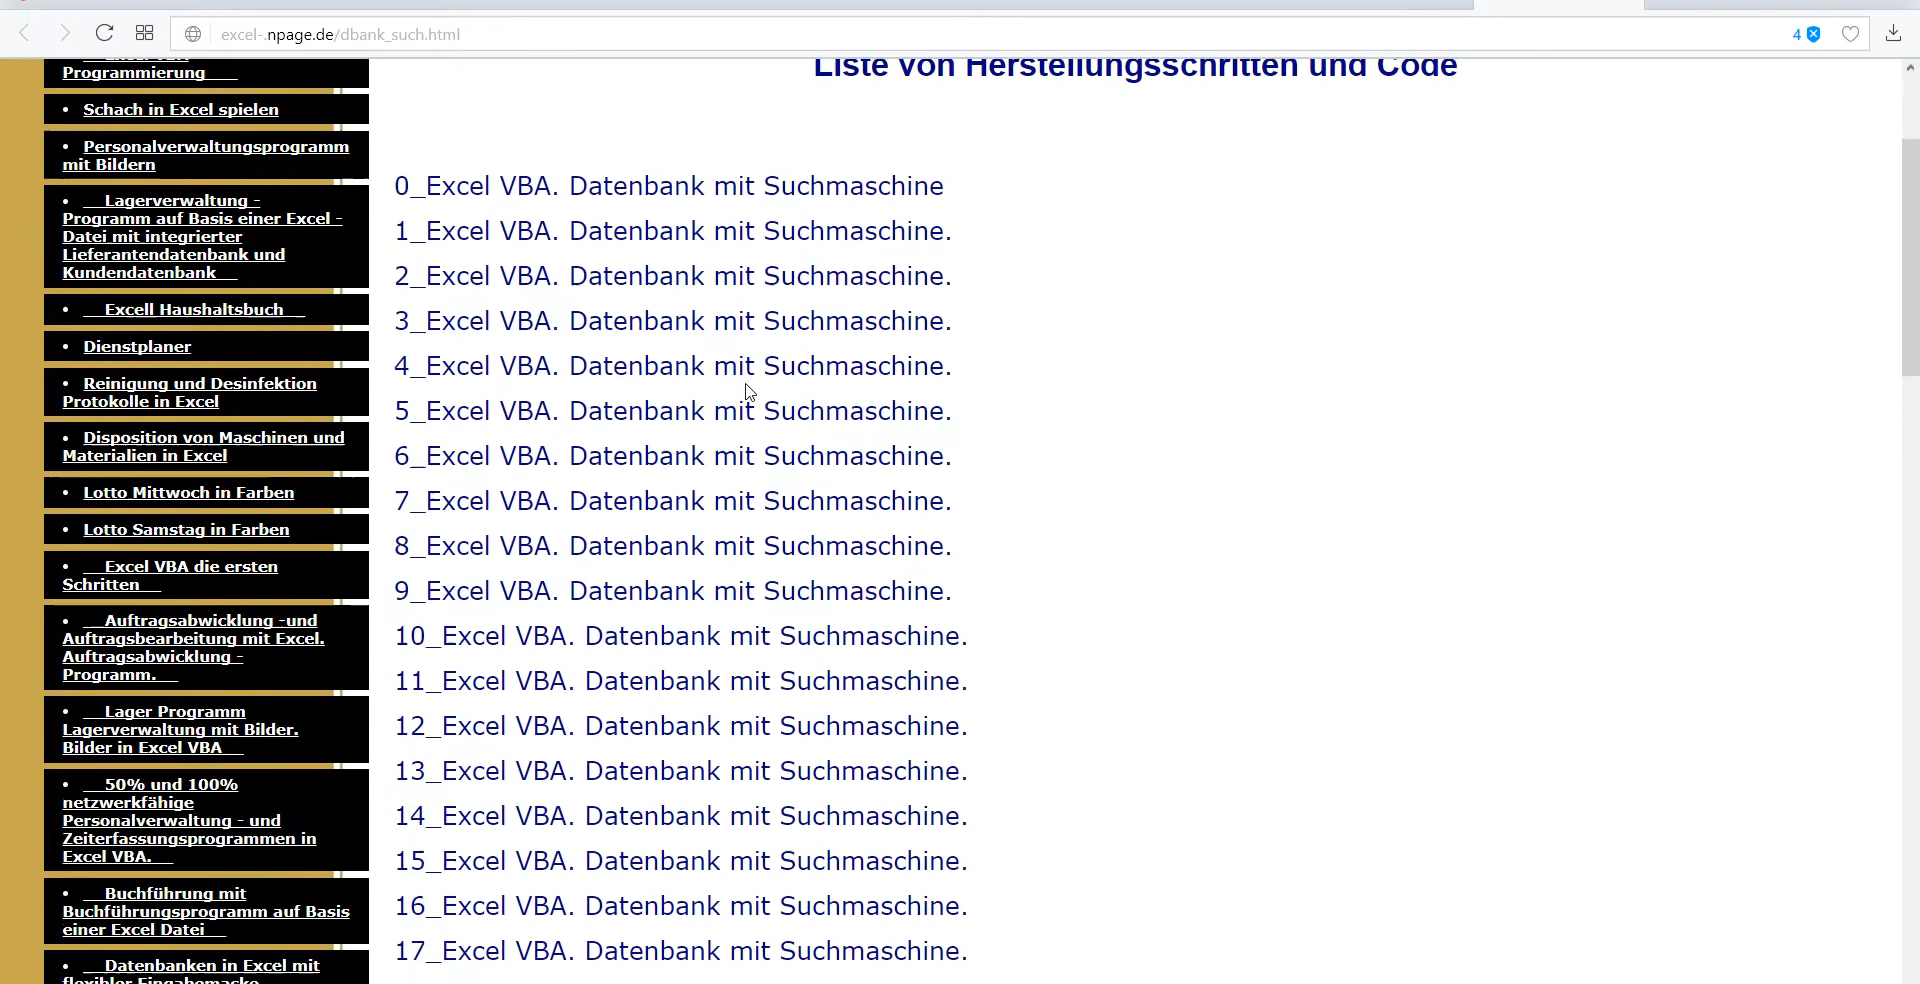 excel-.npage.de/dbank_such.html
4
Programmierung
Liste von Herstellungsschritten und Code
• Schach in Excel spielen
• Personalverwaltungsprogramm
mit Bildern
• Lagerverwaltung -
Programm auf Basis einer Excel -
Datei mit integrierter
Lieferantendatenbank und
Kundendatenbank
• Excell Haushaltsbuch
• Dienstplaner
• Reinigung und Desinfektion
Protokolle in Excel
• Disposition von Maschinen und
Materialien in Excel
• Lotto Mittwoch in Farben
• Lotto Samstag in Farben
• Excel VBA die ersten
Schritten
• Auftragsabwicklung -und
Auftragsbearbeitung mit Excel.
Auftragsabwicklung -
Programm.
• Lager Programm
Lagerverwaltung mit Bilder.
Bilder in Excel VBA
• 50% und 100%
netzwerkfähige
Personalverwaltung - und
Zeiterfassungsprogrammen in
Excel VBA.
• Buchführung mit
Buchführungsprogramm auf Basis
einer Excel Datei
• Datenbanken in Excel mit
flexibler Eingabemaske
0_Excel VBA. Datenbank mit Suchmaschine
1_Excel VBA. Datenbank mit Suchmaschine.
2_Excel VBA. Datenbank mit Suchmaschine.
3_Excel VBA. Datenbank mit Suchmaschine.
4_Excel VBA. Datenbank mit Suchmaschine.
5_Excel VBA. Datenbank mit Suchmaschine.
6_Excel VBA. Datenbank mit Suchmaschine.
7_Excel VBA. Datenbank mit Suchmaschine.
8_Excel VBA. Datenbank mit Suchmaschine.
9_Excel VBA. Datenbank mit Suchmaschine.
10_Excel VBA. Datenbank mit Suchmaschine.
11_Excel VBA. Datenbank mit Suchmaschine.
12_Excel VBA. Datenbank mit Suchmaschine.
13_Excel VBA. Datenbank mit Suchmaschine.
14_Excel VBA. Datenbank mit Suchmaschine.
15_Excel VBA. Datenbank mit Suchmaschine.
16_Excel VBA. Datenbank mit Suchmaschine.
17_Excel VBA. Datenbank mit Suchmaschine.